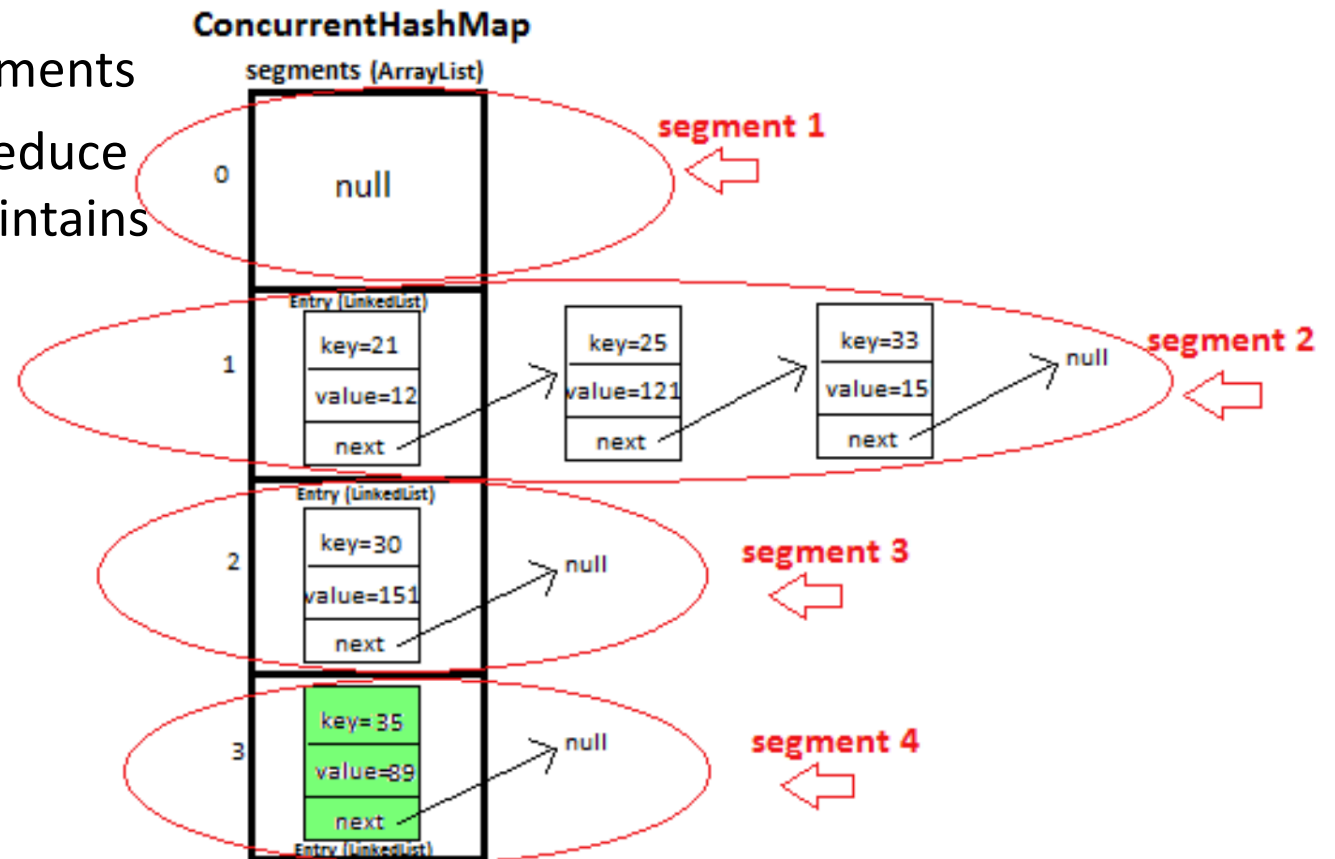 ConcurrentHashMap
ments
segments (ArrayList)
educe
intains
segment 1
0
null
Entry (LinkedList)
1
key=21
value=12
next
key=25
value=121
next
key=33
value=15
next
null
segment 2
Entry (LinkedList)
2
key=30
value=151
next
null
segment 3
3
key=35
value=89
next
null
segment 4
Entry (LinkedList)